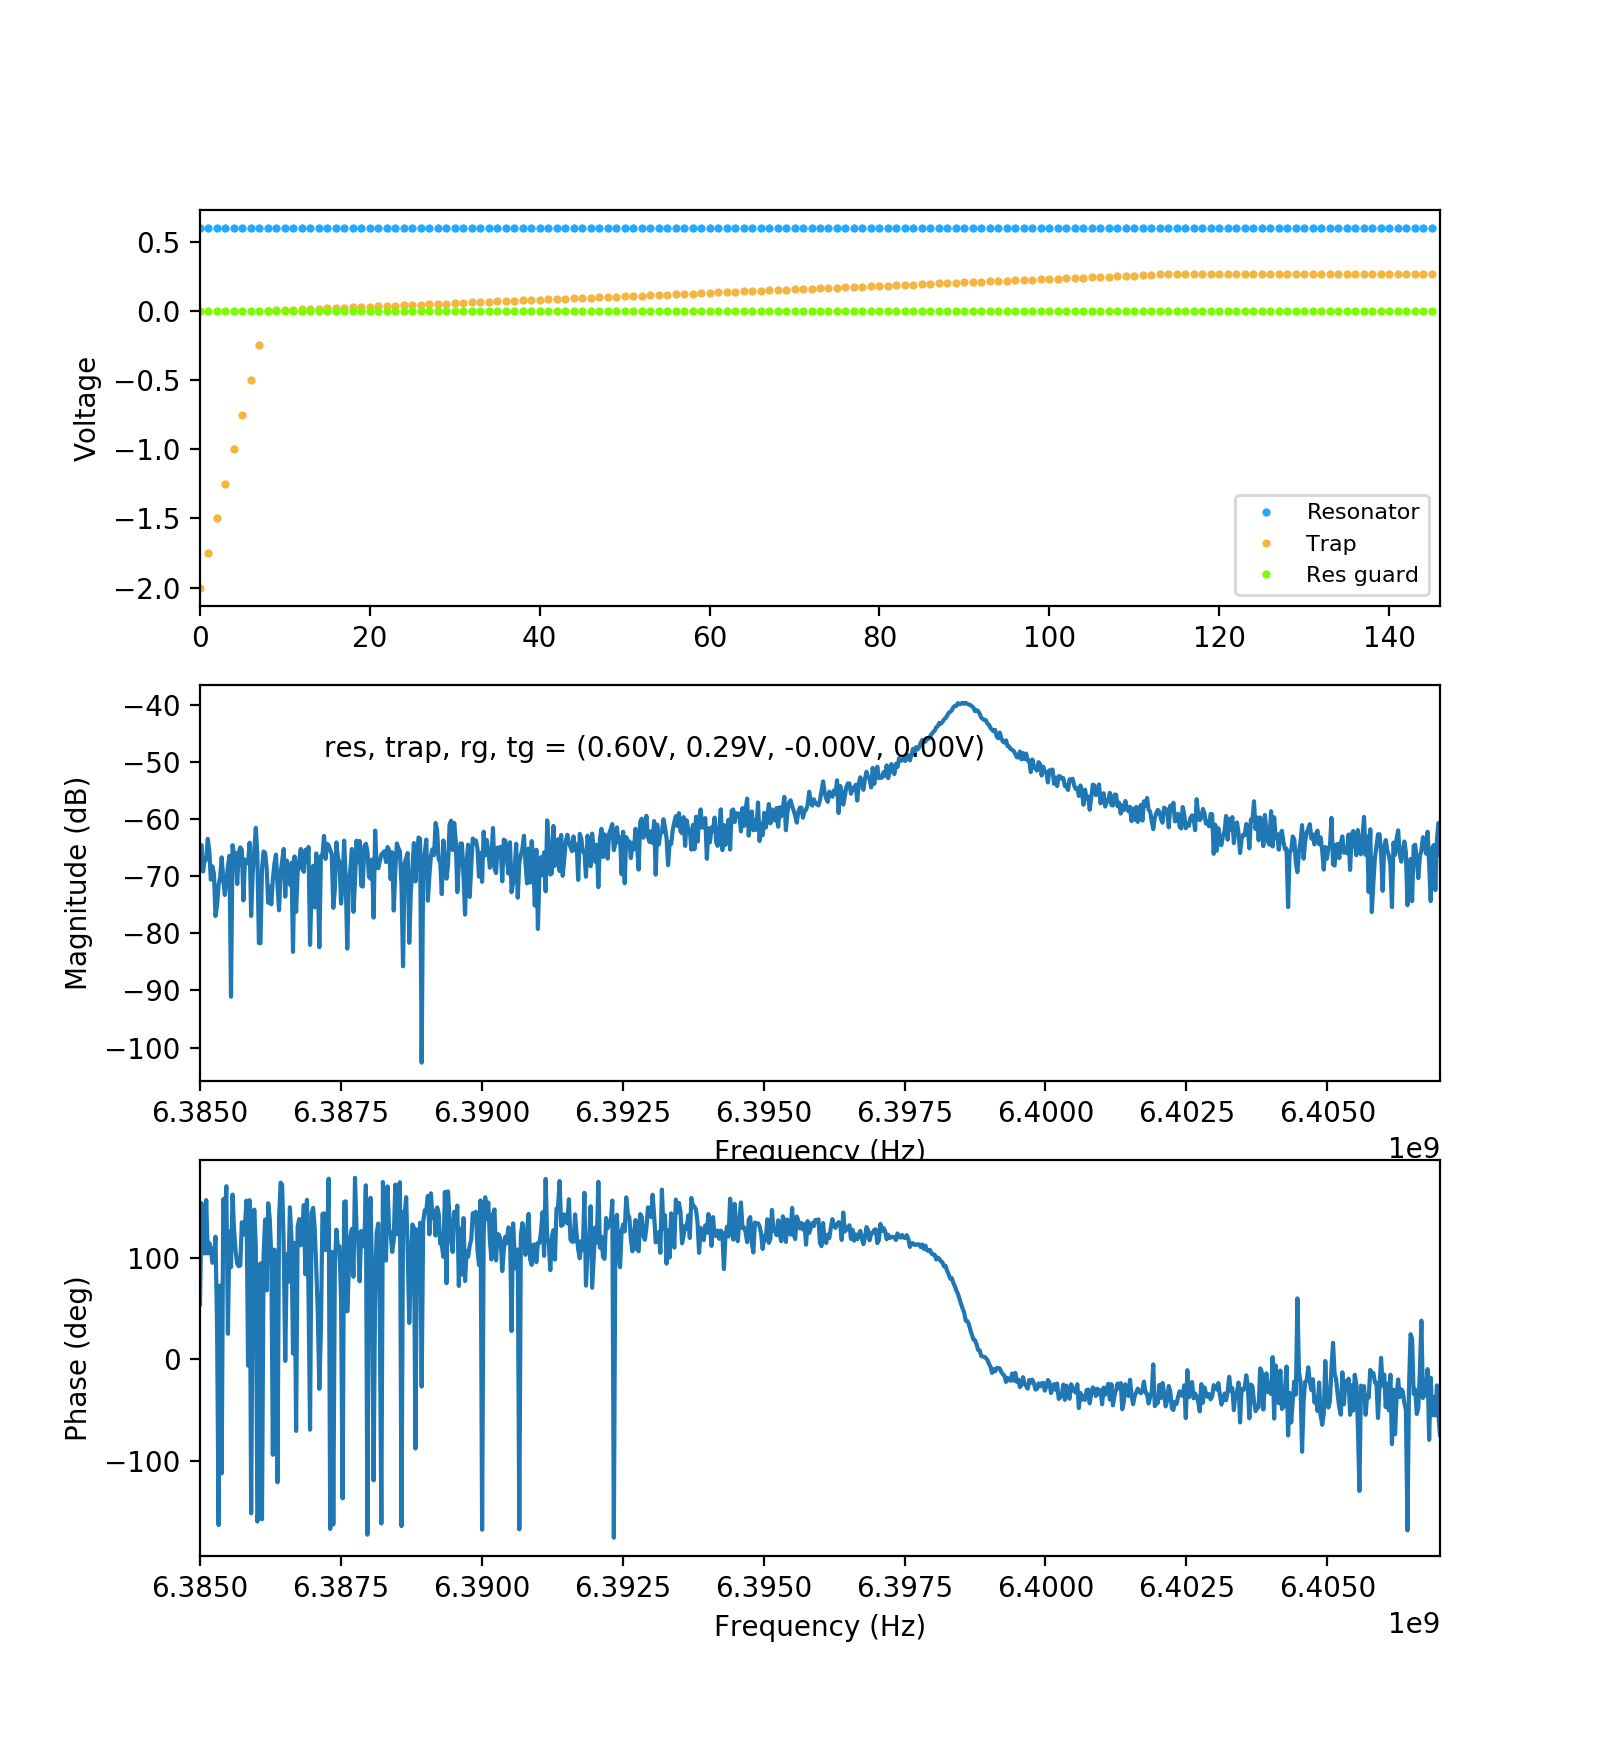 0.5
0.0
−0.5
−1.0
−1.5
−2.0
Voltage
Resonator
Trap
Res guard
0 20 40 60 80 100 120 140
−40
−50
−60
−70
−80
−90
−100
Magnitude (dB)
res, trap, rg, tg = (0.60V, 0.29V, -0.00V, 0.00V)
6.3850 6.3875 6.3900 6.3925 6.3950 6.3975 6.4000 6.4025 6.4050
Frequency (Hz)
1e9
100
0
−100
Phase (deg)
6.3850 6.3875 6.3900 6.3925 6.3950 6.3975 6.4000 6.4025 6.4050
Frequency (Hz)
1e9